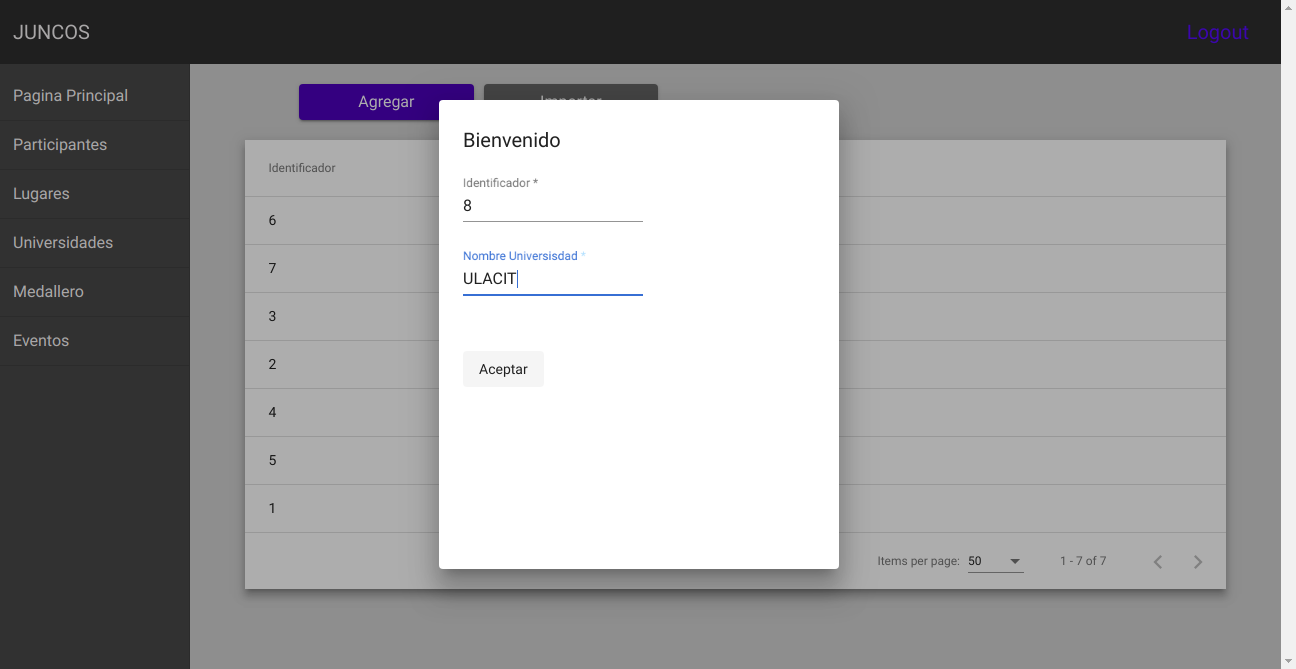 JUNCOS
Logout
Pagina Principal
Participantes
Lugares
Universidades
Medallero
Eventos
Agregar
Importar
Identificador
6
7
3
2
4
5
1
Items per page: 50
1 - 7 of 7
Bienvenido
Identificador *
8
Nombre Universisdad *
ULACIT
Aceptar